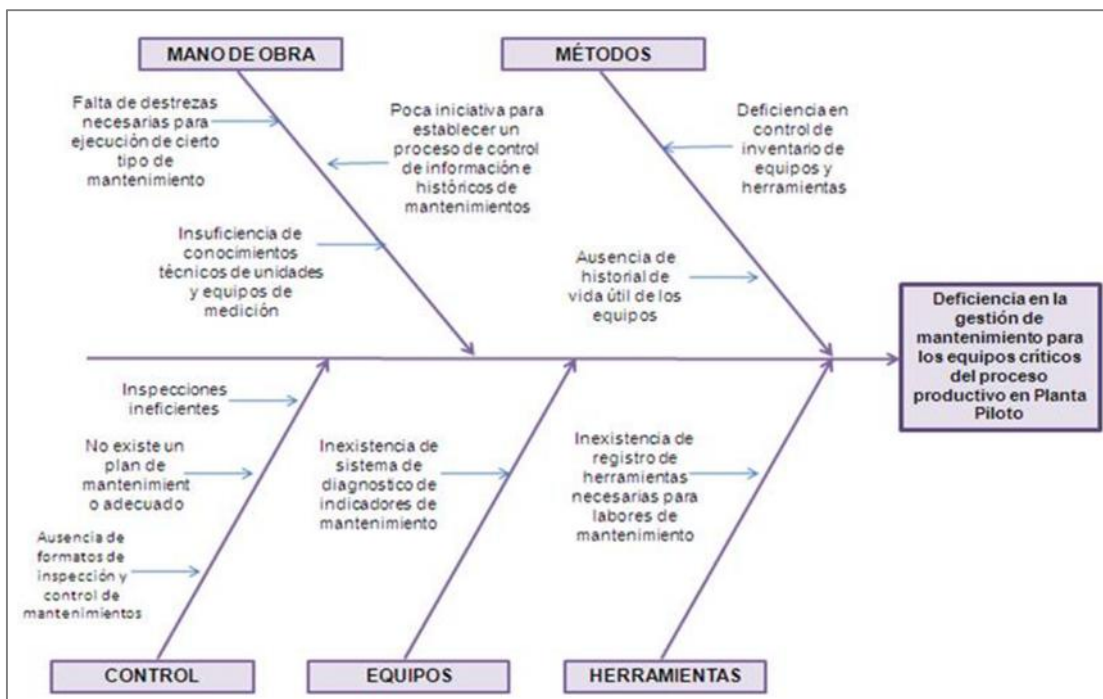 MANO DE OBRA
MÉTODOS
Falta de destrezas
necesarias para
ejecución de cierto
tipo de
mantenimiento
Poca iniciativa para
establecer un
proceso de control
de información e
históricos de
mantenimientos
Insuficiencia de
conocimientos
técnicos de unidades
y equipos de
medición
Deficiencia en
control de
inventario de
equipos y
herramientas
Ausencia de
historial de
vida útil de los
equipos
Deficiencia en la
gestión de
mantenimiento para
los equipos críticos
del proceso
productivo en Planta
Piloto
Inspecciones
ineficientes
No existe un
plan de
mantenimient
o adecuado
Ausencia de
formatos de
inspección y
control de
mantenimientos
Inexistencia de
sistema de
diagnostico de
indicadores de
mantenimiento
Inexistencia de
registro de
herramientas
necesarias para
labores de
mantenimiento
CONTROL
EQUIPOS
HERRAMIENTAS